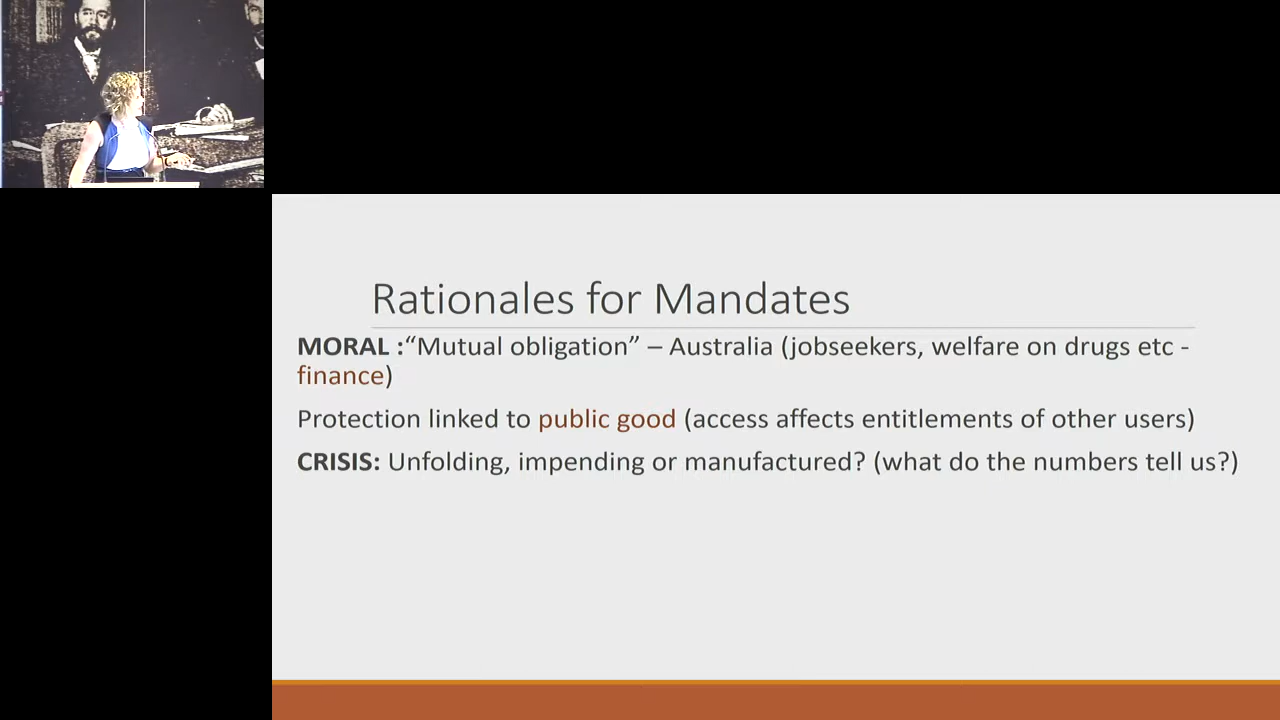 Rationales for Mandates
MORAL :“Mutual obligation” – Australia (jobseekers, welfare on drugs etc -
finance)
Protection linked to public good (access affects entitlements of other users)
CRISIS: Unfolding, impending or manufactured? (what do the numbers tell us?)